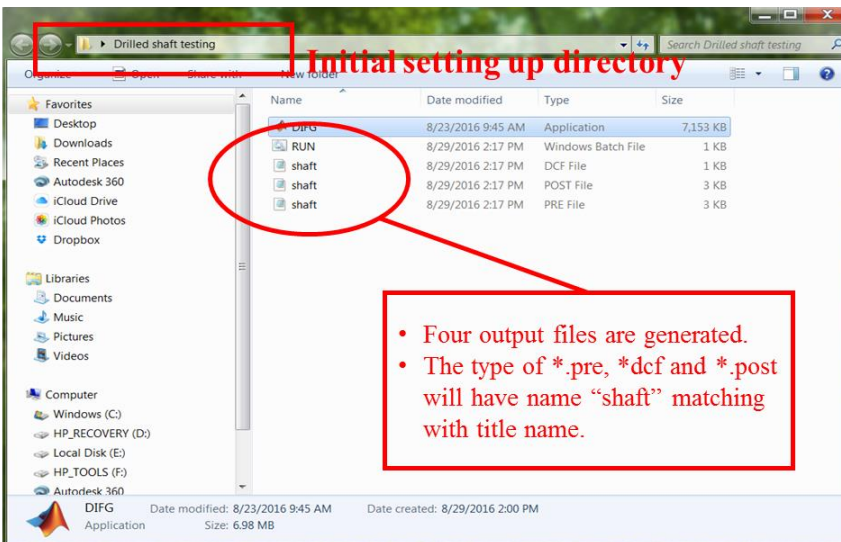 Drilled shaft testing
Search Drilled shaft testing
Initial setting up directory
Organize Open Share with New folder
Name Date modified Type Size
Favorites
Desktop
Downloads
Recent Places
Autodesk 360
iCloud Drive
iCloud Photos
Dropbox
Libraries
Documents
Music
Pictures
Videos
Computer
Windows (C:)
HP_RECOVERY (D:)
Local Disk (E:)
HP_TOOLS (F:)
Autodesk 360
DIFG 8/23/2016 9:45 AM Application 7,153 KB
RUN 8/29/2016 2:17 PM Windows Batch File 1 KB
shaft 8/29/2016 2:17 PM DCF File 1 KB
shaft 8/29/2016 2:17 PM POST File 3 KB
shaft 8/29/2016 2:17 PM PRE File 3 KB
• Four output files are generated.
• The type of *.pre, *dcf and *.post
will have name “shaft” matching
with title name.
DIFG Date modified: 8/23/2016 9:45 AM Date created: 8/29/2016 2:00 PM
Application Size: 6.98 MB